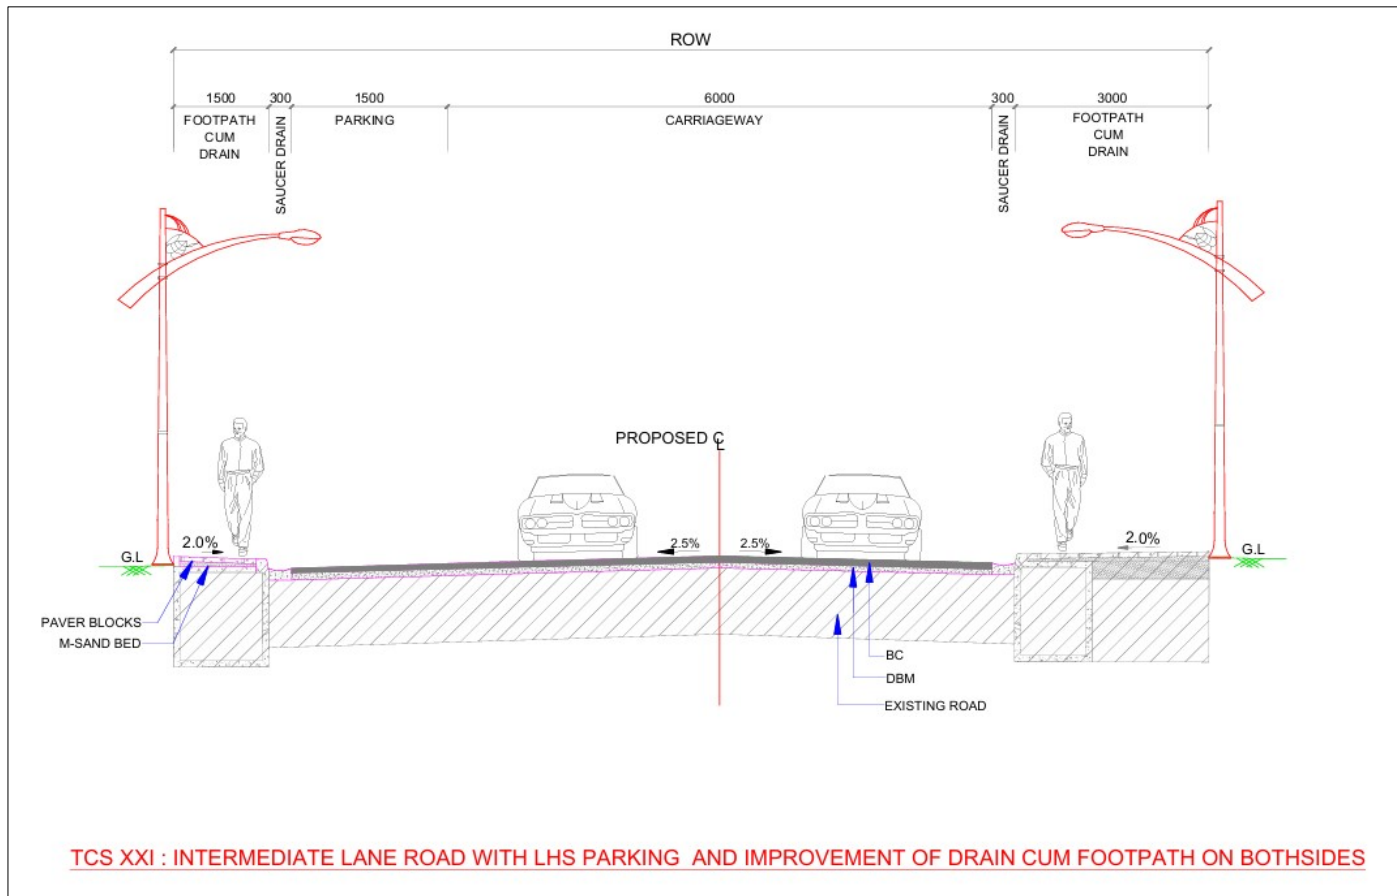 ROW
1500
300
1500
6000
300
3000
FOOTPATH
CUM
DRAIN
SAUCER DRAIN
PARKING
CARRIAGEWAY
SAUCER DRAIN
FOOTPATH
CUM
DRAIN
PROPOSED CL
2.0%
2.5%
2.5%
2.0%
G.L
G.L
PAVER BLOCKS
M-SAND BED
BC
DBM
EXISTING ROAD
TCS XXI : INTERMEDIATE LANE ROAD WITH LHS PARKING AND IMPROVEMENT OF DRAIN CUM FOOTPATH ON BOTHSIDES